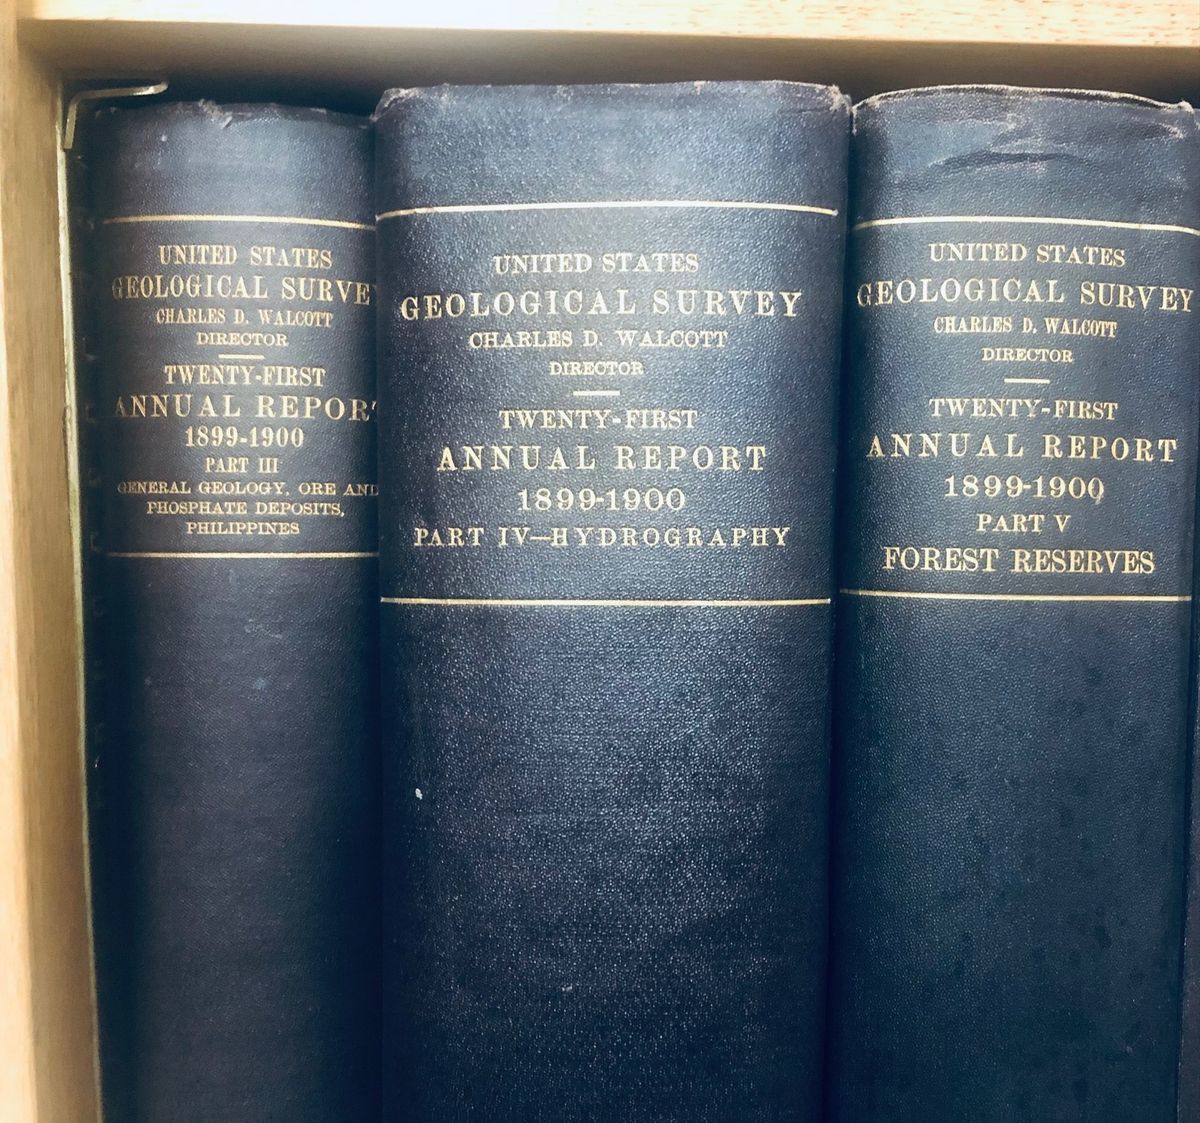 UNITED STATES
GEOLOGICAL SURVE
CHARLES D. WALCOTT
DIRECTOR
TWENTY-FIRST
ANNUAL REPORT
1899-1900
PART III
GENERAL GEOLOGY, ORE AND
PHOSPHATE DEPOSITS,
PHILIPPINES
UNITED STATES
GEOLOGICAL SURVEY
CHARLES D. WALCOTT
DIRECTOR
TWENTY-FIRST
ANNUAL REPORT
1899-1900
PART IV—HYDROGRAPHY
UNITED STATES
GEOLOGICAL SURVEY
CHARLES D. WALCOTT
DIRECTOR
TWENTY-FIRST
ANNUAL REPORT
1899-1900
PART V
FOREST RESERVES